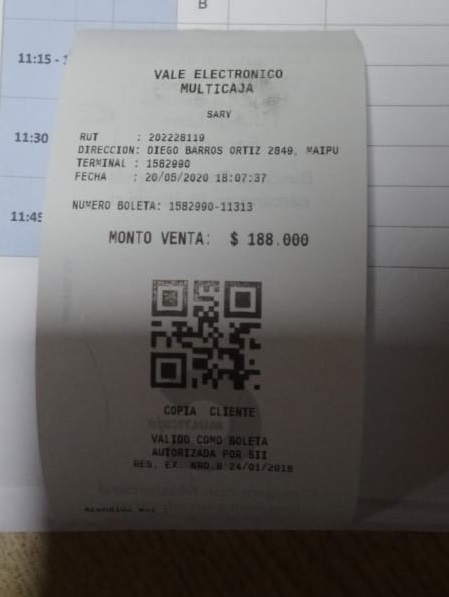 B
11:15 - 1
11:30
11:45
VALE ELECTRONICO
MULTICAJA
SARY
RUT : 202228119
DIRECCION: DIEGO BARROS ORTIZ 2849, MAIPU
TERMINAL : 1582990
FECHA : 20/05/2020 18:07:37
NUMERO BOLETA: 1582990-11313
MONTO VENTA: $ 188.000
COPIA CLIENTE
VALIDO COMO BOLETA
AUTORIZADA POR SII
RES. EX. NRO.8 24/01/2018